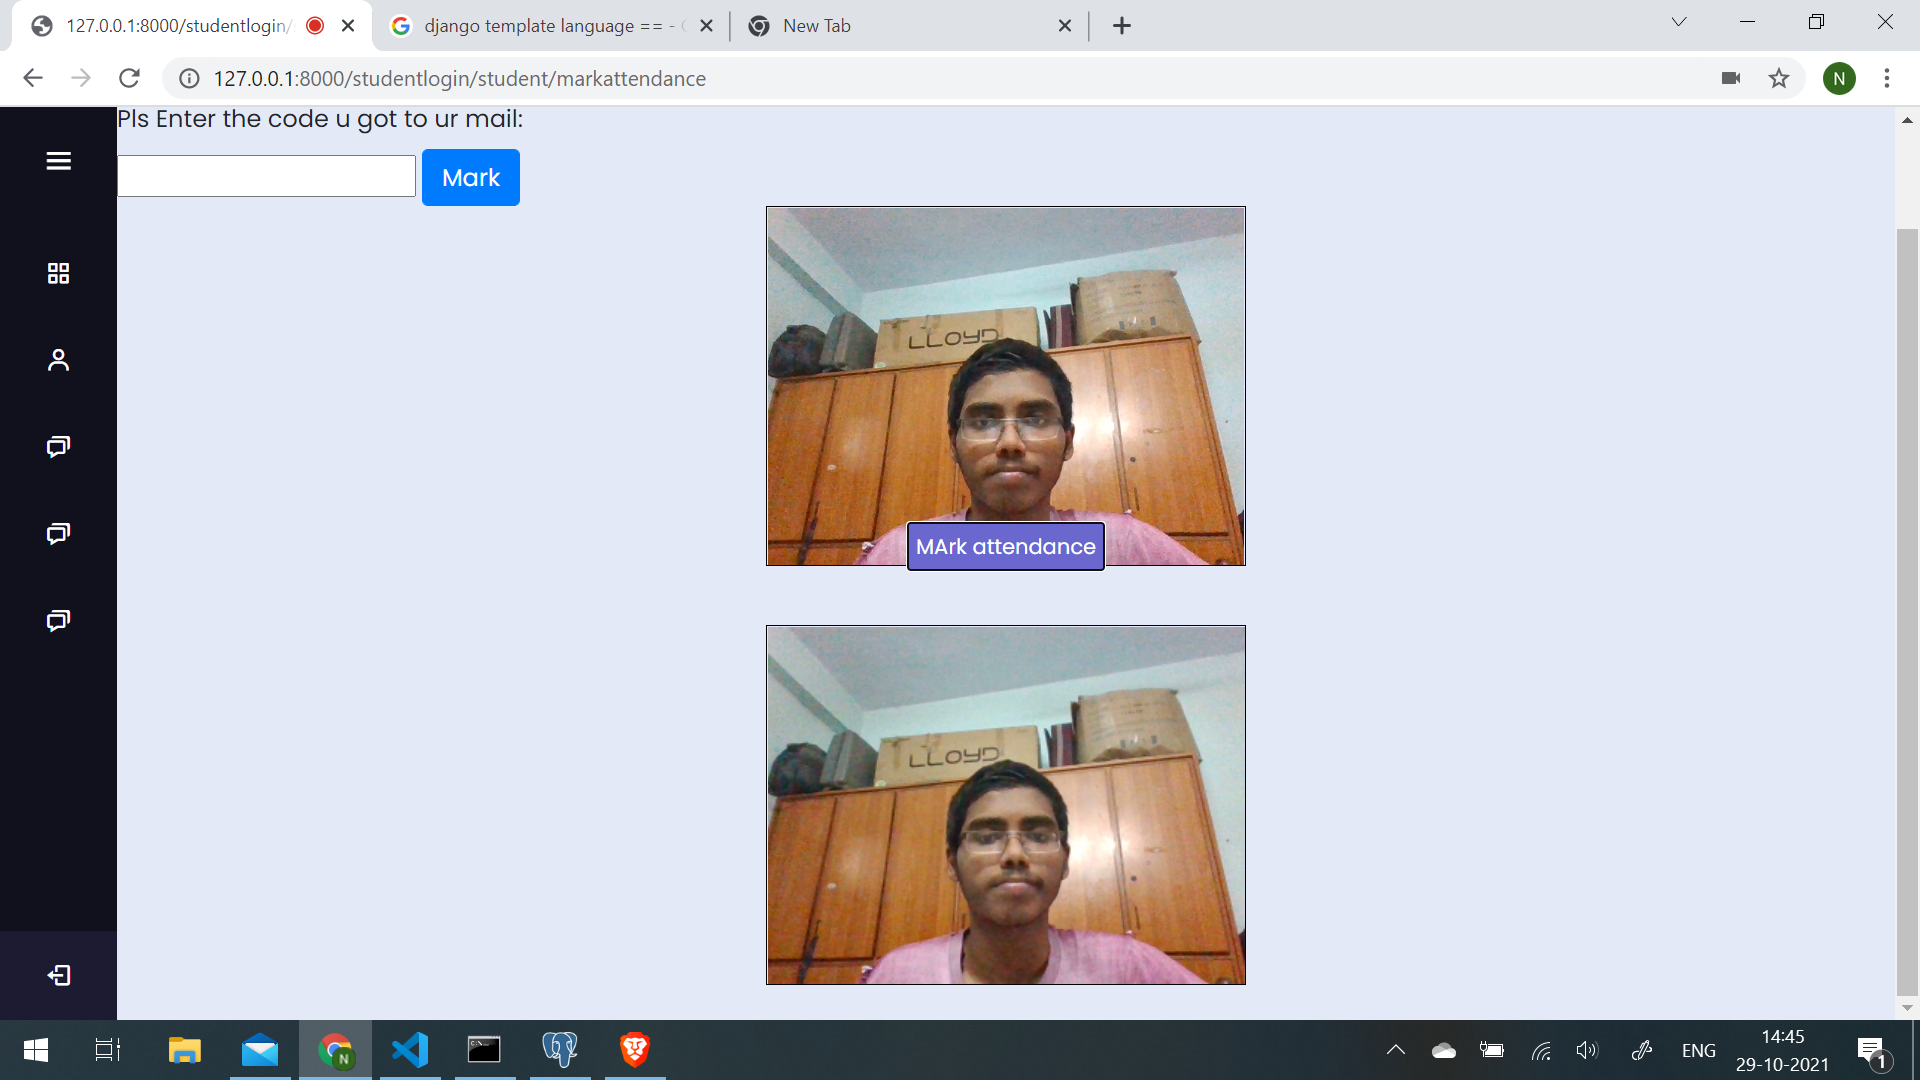 127.0.0.1:8000/studentlogin/
django template language == -
New Tab
127.0.0.1:8000/studentlogin/student/markattendance
N
Pls Enter the code u got to ur mail:
Mark
LLOYD
MArk attendance
LLOYD
N
ENG
14:45
29-10-2021
1